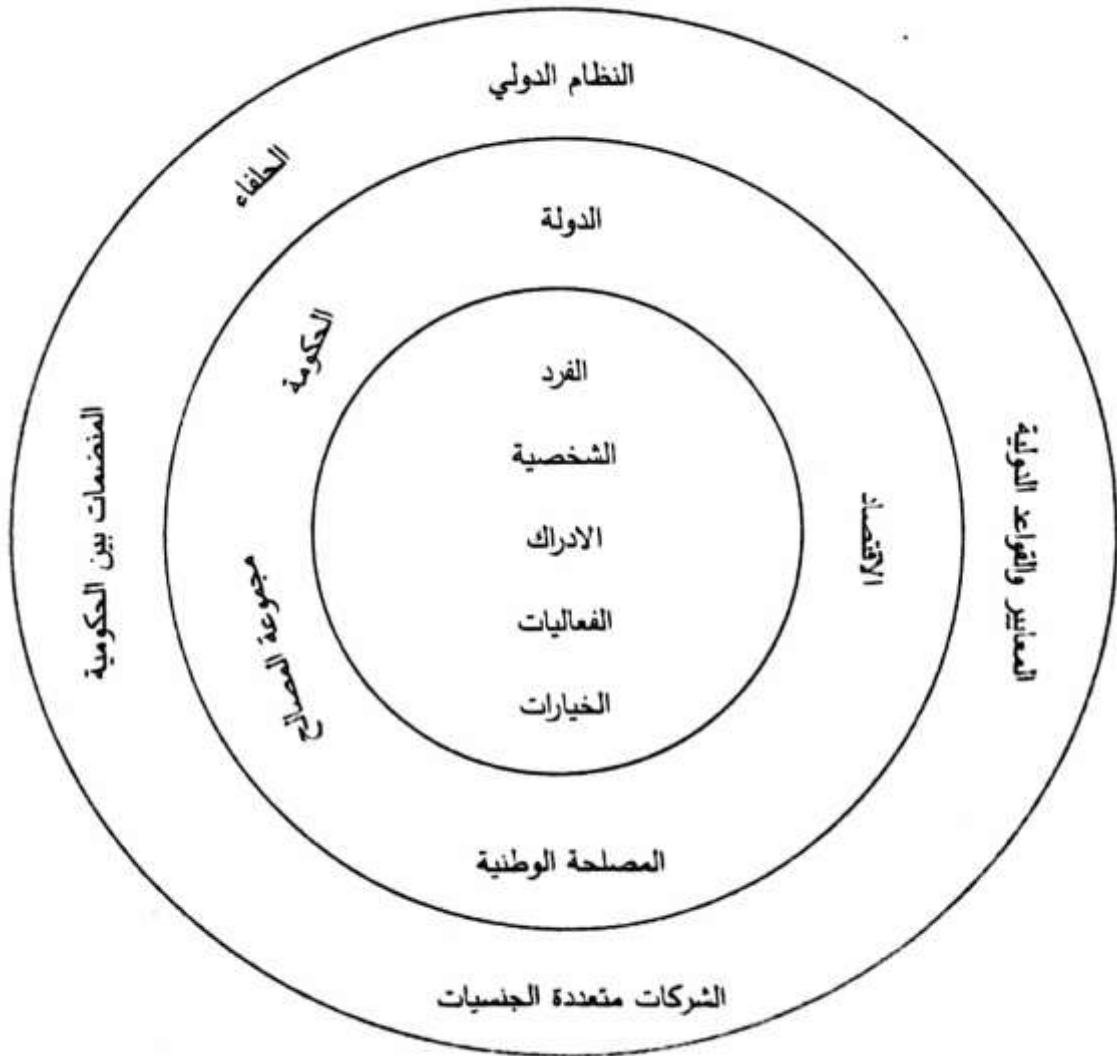 النظام الدولي
الحلفاء
المنضمات بين الحكومية
المعايير والقواعد الدولية
الشركات متعددة الجنسيات
الدولة
الحكومة
مجموعة المصالح
الاقتصاد
المصلحة الوطنية
الفرد
الشخصية
الادراك
الفعاليات
الخيارات